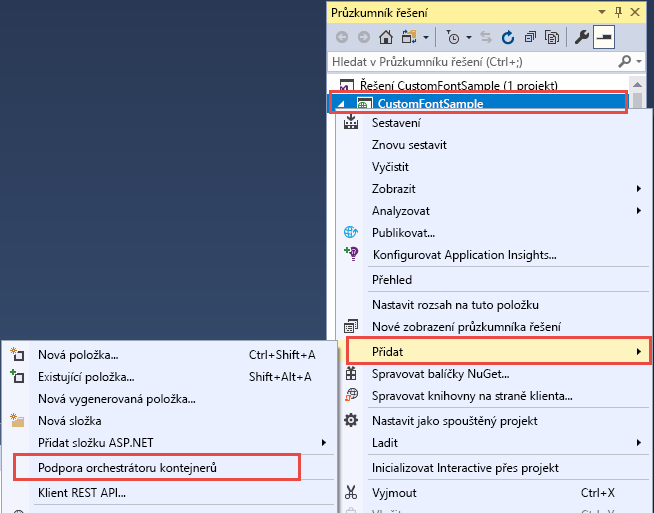 Průzkumník řešení
Hledat v Průzkumníku řešení (Ctrl+;)
Řešení CustomFontSample (1 projekt)
CustomFontSample
Sestavení
Znovu sestavit
Vyčistit
Zobrazit
Analyzovat
Publikovat...
Konfigurovat Application Insights...
Přehled
Nastavit rozsah na tuto položku
Nové zobrazení průzkumníka řešení
Přidat
Spravovat balíčky NuGet...
Spravovat knihovny na straně klienta...
Nastavit jako spouštěný projekt
Ladit
Inicializovat Interactive přes projekt
Vyjmout Ctrl+X
Vložit Ctrl+V
Nová položka... Ctrl+Shift+A
Existující položka... Shift+Alt+A
Nová vygenerovaná položka...
Nová složka
Přidat složku ASP.NET
Podpora orchestrátoru kontejnerů
Klient REST API...